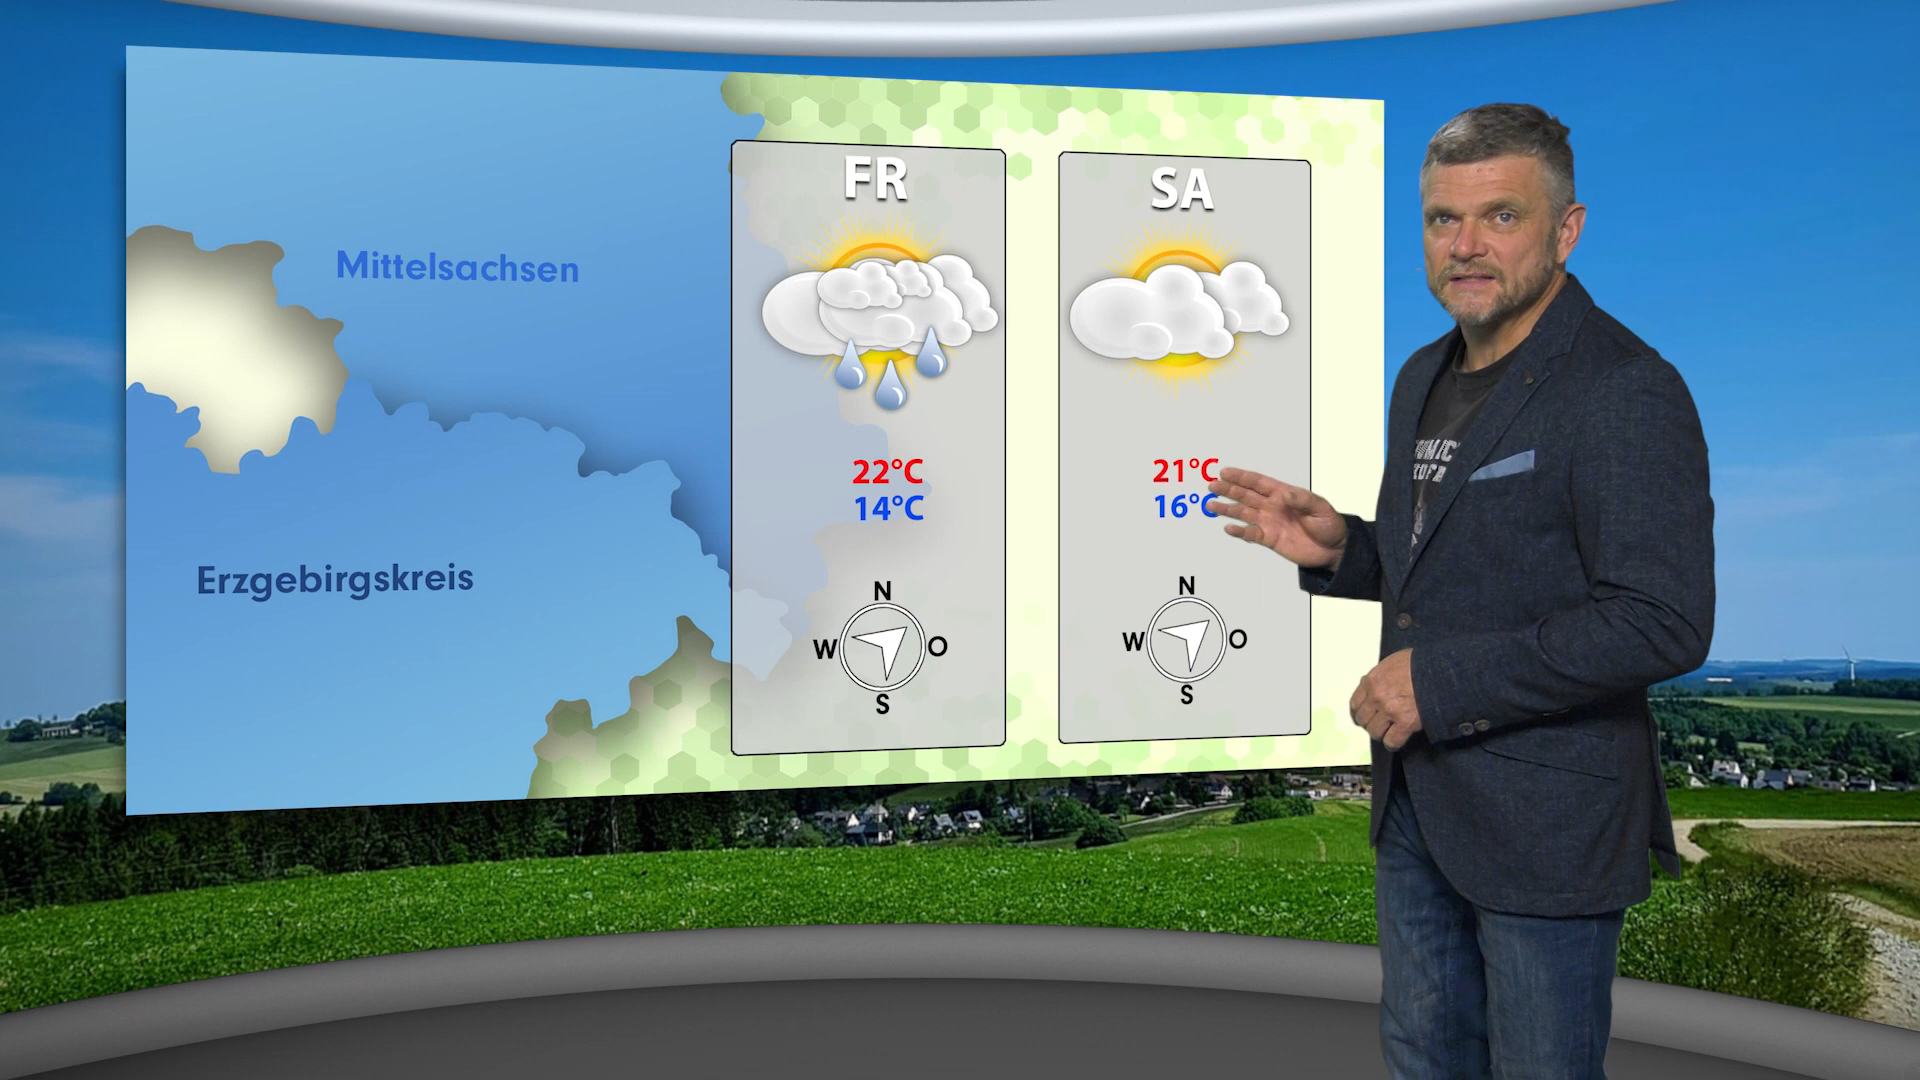 Mittelsachsen
Erzgebirgskreis
FR
22°C
14°C
N
W O
S
SA
21°C
16°C
N
W O
S